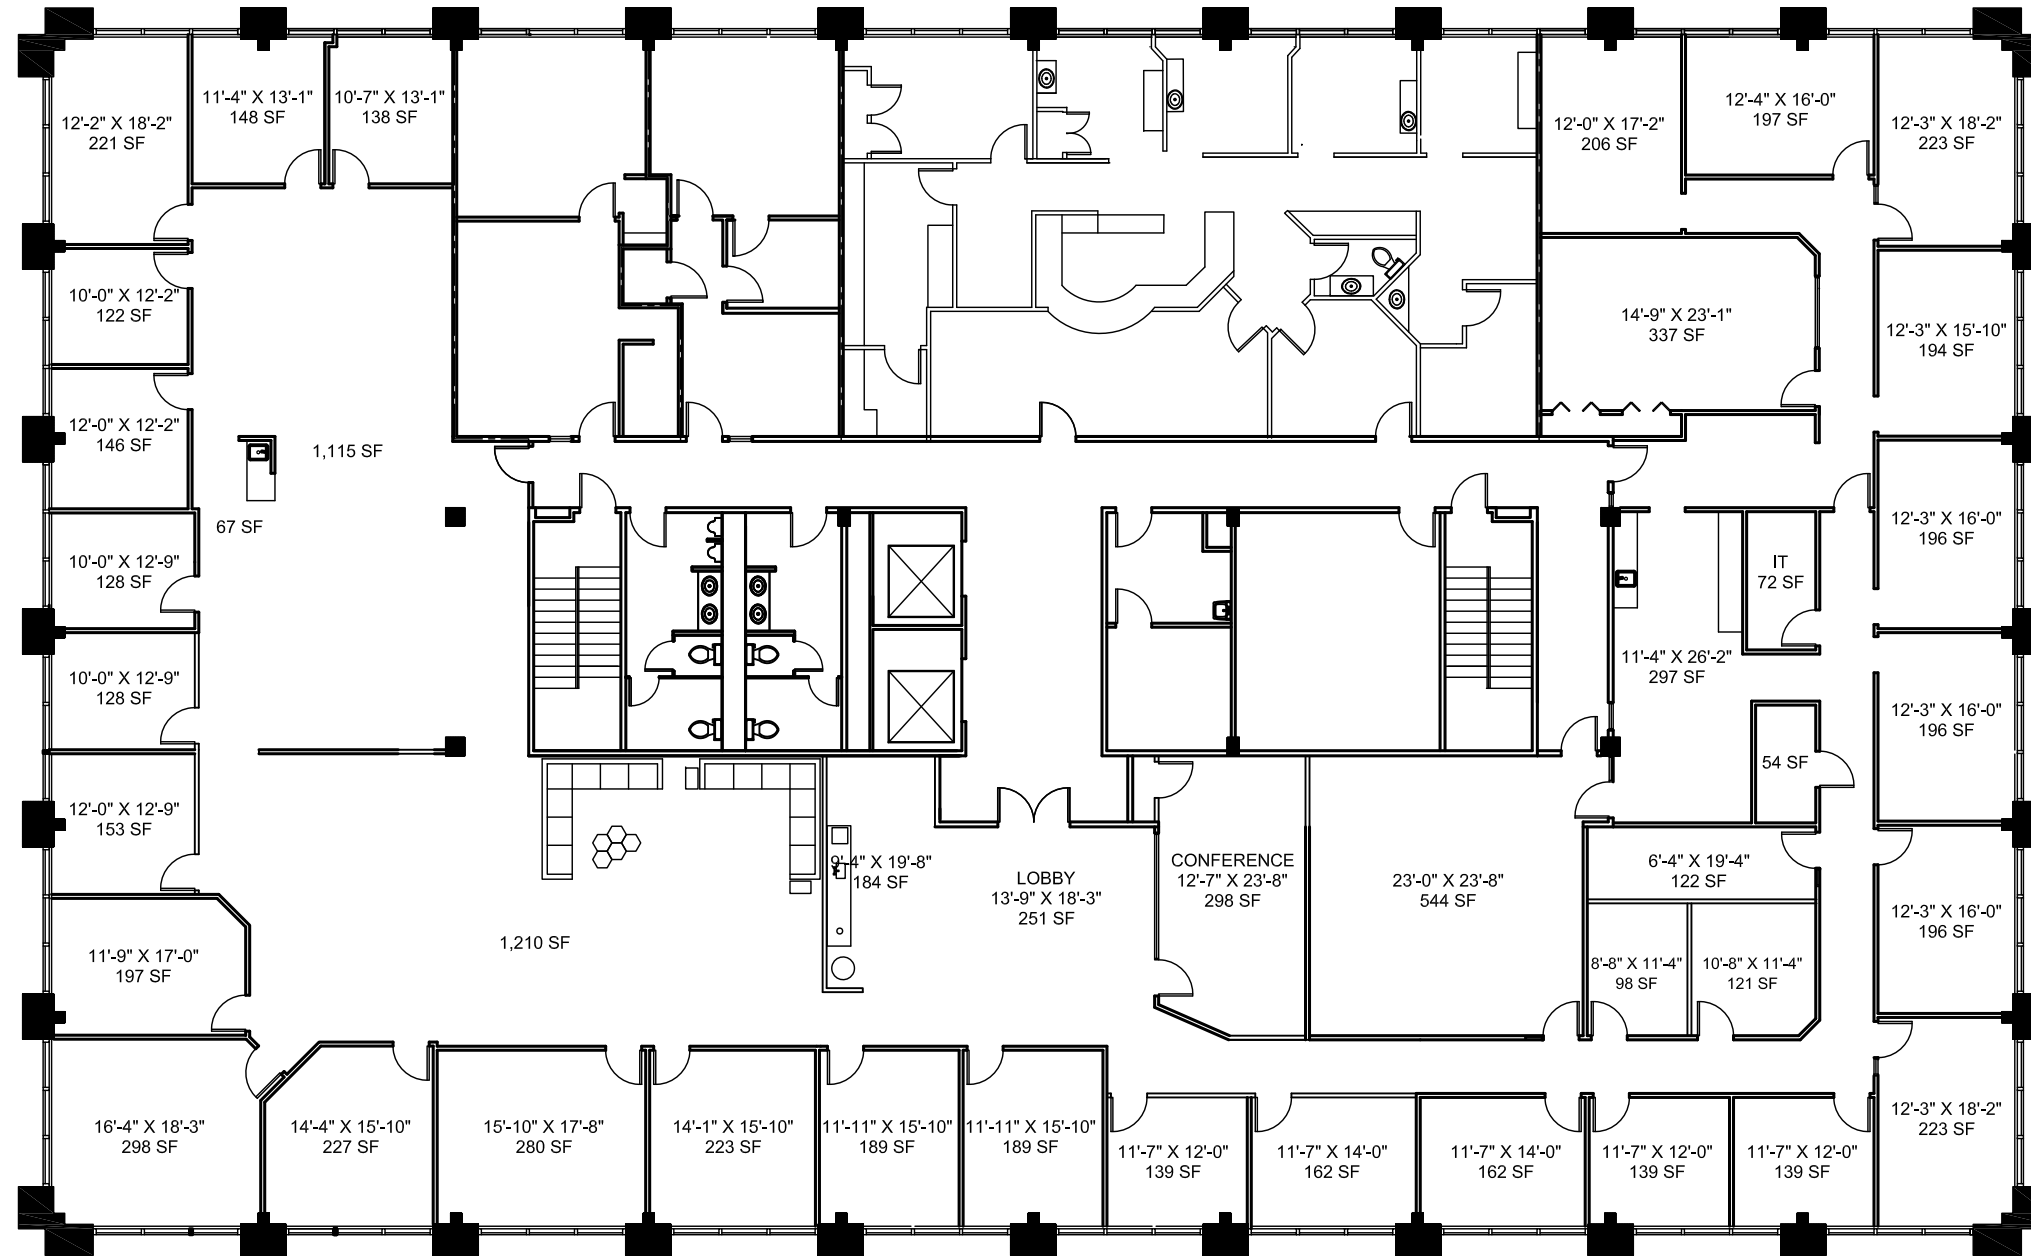 11'-4" X 13'-1"
148 SF
10'-7" X 13'-1"
138 SF
12'-2" X 18'-2"
221 SF
12'-0" X 17'-2"
206 SF
12'-4" X 16'-0"
197 SF
12'-3" X 18'-2"
223 SF
10'-0" X 12'-2"
122 SF
14'-9" X 23'-1"
337 SF
12'-3" X 15'-10"
194 SF
12'-0" X 12'-2"
146 SF
1,115 SF
67 SF
12'-3" X 16'-0"
196 SF
10'-0" X 12'-9"
128 SF
IT
72 SF
11'-4" X 26'-2"
297 SF
10'-0" X 12'-9"
128 SF
12'-3" X 16'-0"
196 SF
54 SF
12'-0" X 12'-9"
153 SF
9'-4" X 19'-8"
184 SF
LOBBY
13'-9" X 18'-3"
251 SF
CONFERENCE
12'-7" X 23'-8"
298 SF
23'-0" X 23'-8"
544 SF
6'-4" X 19'-4"
122 SF
12'-3" X 16'-0"
196 SF
1,210 SF
11'-9" X 17'-0"
197 SF
8'-8" X 11'-4"
98 SF
10'-8" X 11'-4"
121 SF
16'-4" X 18'-3"
298 SF
14'-4" X 15'-10"
227 SF
15'-10" X 17'-8"
280 SF
14'-1" X 15'-10"
223 SF
11'-11" X 15'-10"
189 SF
11'-11" X 15'-10"
189 SF
11'-7" X 12'-0"
139 SF
11'-7" X 14'-0"
162 SF
11'-7" X 14'-0"
162 SF
11'-7" X 12'-0"
139 SF
11'-7" X 12'-0"
139 SF
12'-3" X 18'-2"
223 SF